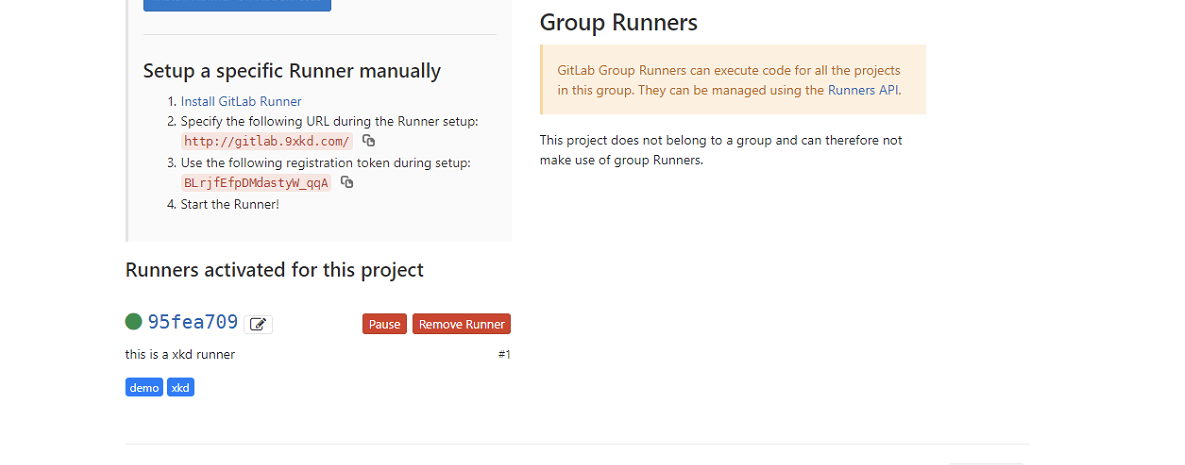 Setup a specific Runner manually
1. Install GitLab Runner
2. Specify the following URL during the Runner setup:
http://gitlab.9xkd.com/
3. Use the following registration token during setup:
BLrjfEfpDMdastyW_qqA
4. Start the Runner!
Runners activated for this project
95fea709
Pause
Remove Runner
this is a xkd runner
#1
demo
xkd
Group Runners
GitLab Group Runners can execute code for all the projects
in this group. They can be managed using the Runners API.
This project does not belong to a group and can therefore not
make use of group Runners.